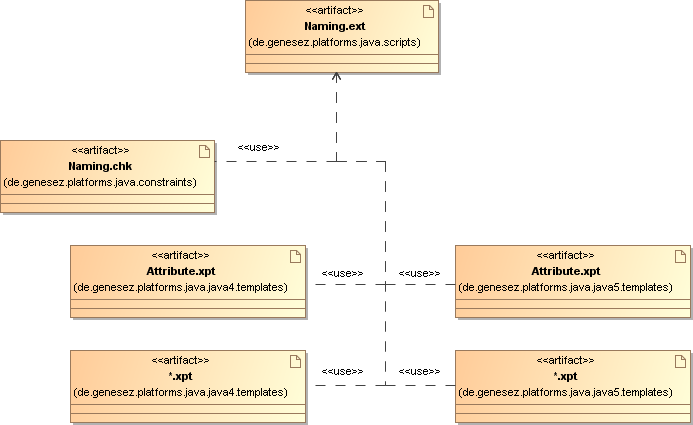 <<artifact>>
Naming.ext
(de.genesez.platforms.java.scripts)
<<use>>
<<artifact>>
Naming.chk
(de.genesez.platforms.java.constraints)
<<artifact>>
Attribute.xpt
(de.genesez.platforms.java.java4.templates)
<<use>>
<<use>>
<<artifact>>
Attribute.xpt
(de.genesez.platforms.java.java5.templates)
<<artifact>>
*.xpt
(de.genesez.platforms.java.java4.templates)
<<use>>
<<use>>
<<artifact>>
*.xpt
(de.genesez.platforms.java.java5.templates)